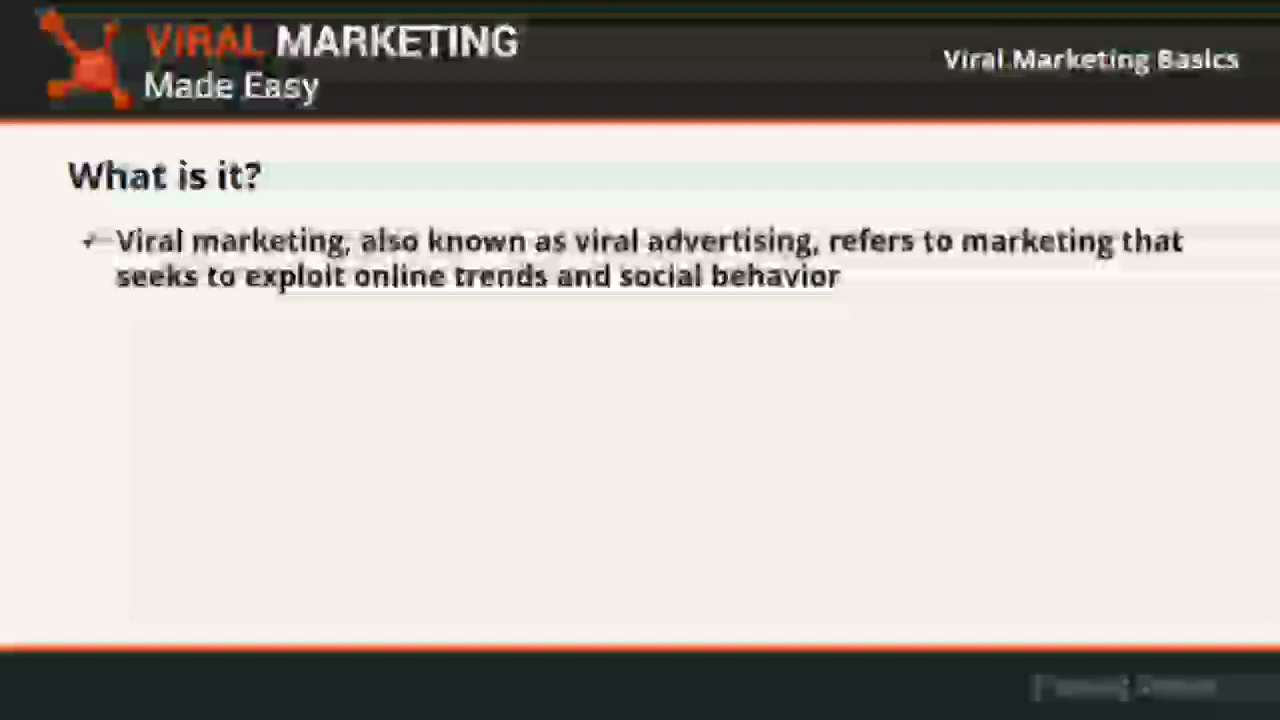 VIRAL MARKETING
Made Easy
Viral Marketing Basics
What is it?
Viral marketing, also known as viral advertising, refers to marketing that
seeks to exploit online trends and social behavior